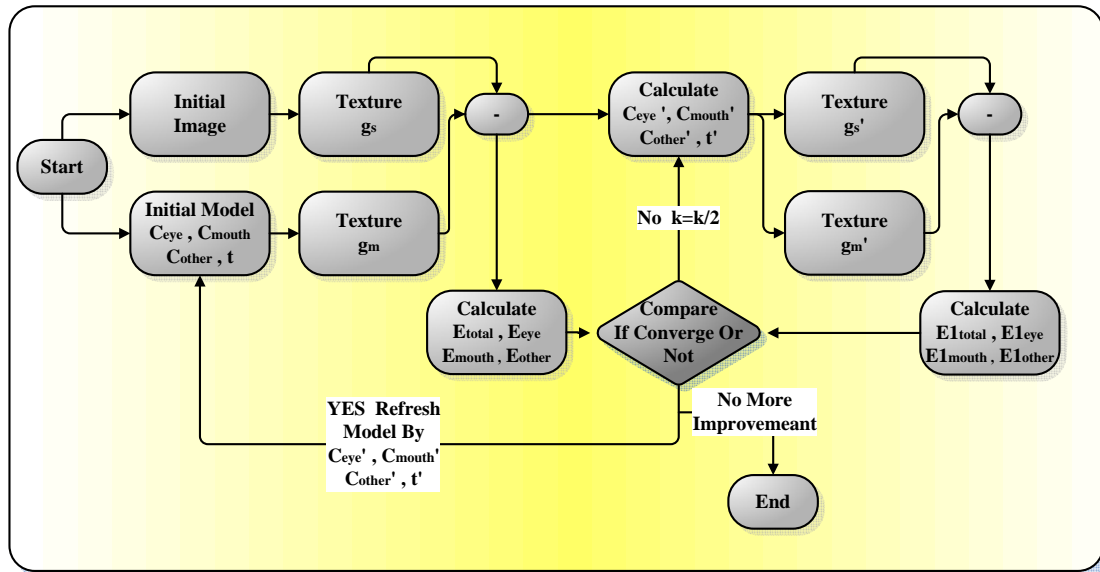 Start
Initial
Image
Initial Model
Ceye , Cmouth
Cother , t
Texture
gs
Texture
gm
-
Calculate
Etotal , Eeye
Emouth , Eother
Calculate
Ceye ', Cmouth'
Cother' , t'
No k=k/2
Compare
If Converge Or
Not
Texture
gs'
Texture
gm'
-
Calculate
E1total , E1eye
E1mouth , E1other
YES Refresh
Model By
Ceye' , Cmouth'
Cother' , t'
No More
Improvemeant
End